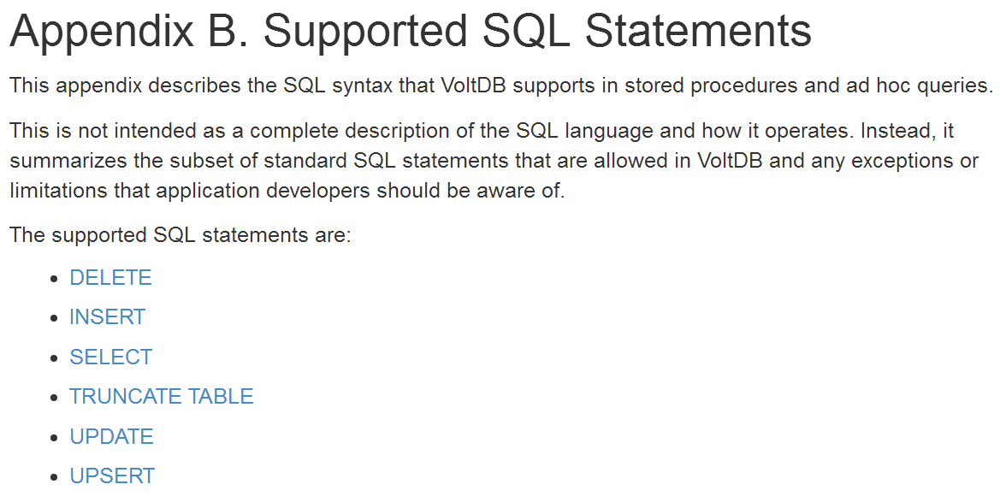 Appendix B. Supported SQL Statements
This appendix describes the SQL syntax that VoltDB supports in stored procedures and ad hoc queries.
This is not intended as a complete description of the SQL language and how it operates. Instead, it
summarizes the subset of standard SQL statements that are allowed in VoltDB and any exceptions or
limitations that application developers should be aware of.
The supported SQL statements are:
• DELETE
• INSERT
• SELECT
• TRUNCATE TABLE
• UPDATE
• UPSERT